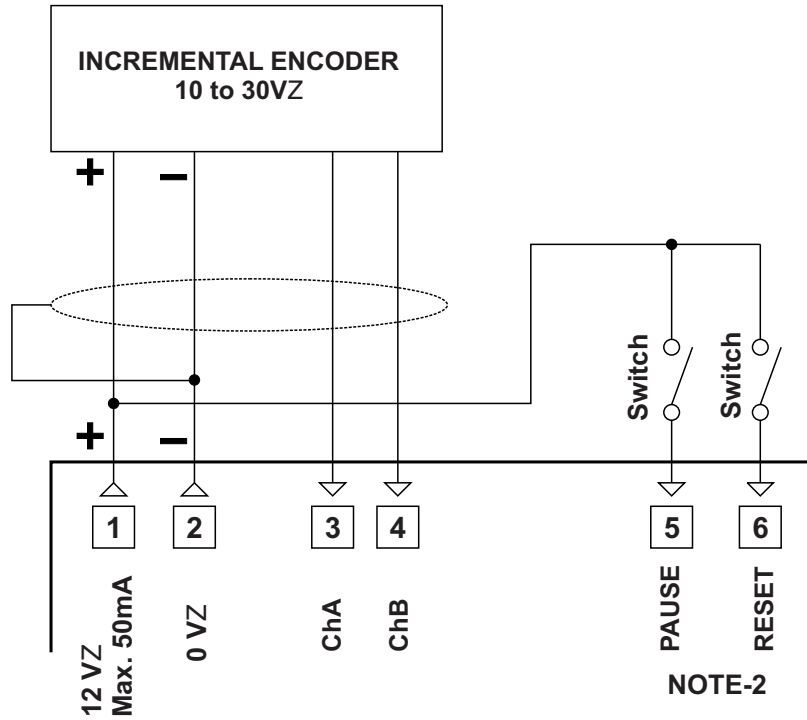 INCREMENTAL ENCODER
10 to 30VZ
+
–
Switch
Switch
+
–
1
2
3
4
5
6
12 VZ
Max. 50mA
0 VZ
ChA
ChB
PAUSE
RESET
NOTE-2